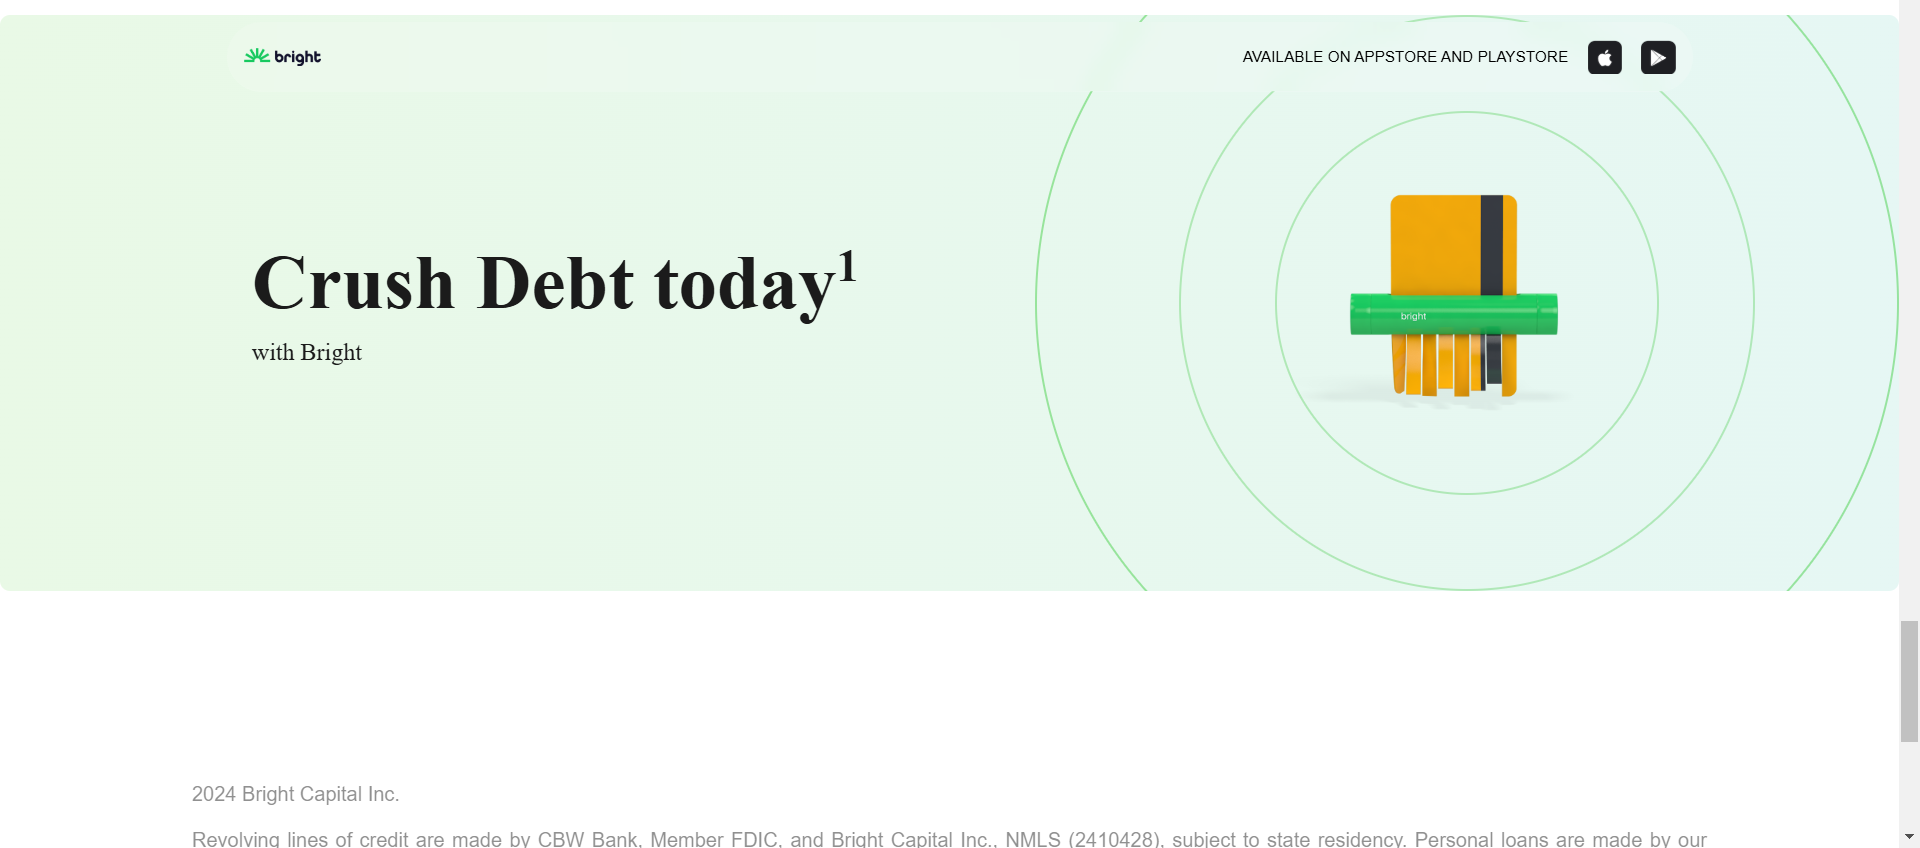 bright
AVAILABLE ON APPSTORE AND PLAYSTORE
Crush Debt today1
with Bright
bright
2024 Bright Capital Inc.
Revolving lines of credit are made by CBW Bank, Member FDIC, and Bright Capital Inc., NMLS (2410428), subject to state residency. Personal loans are made by our